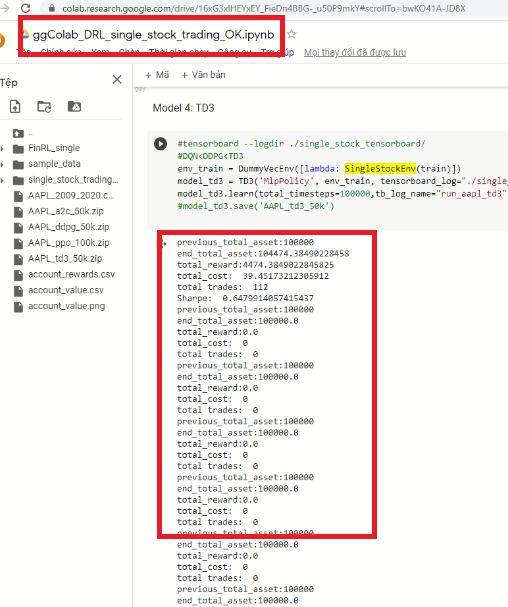 colab.research.google.com/drive/16xG3xlHEYxEY_FieDn4BBG-_u50P9mkY#scrollTo=bwKO41A-JD8X
ggColab_DRL_single_stock_trading_OK.ipynb
Tệp Chỉnh sửa Xem Chèn Thời gian chạy Công cụ Trợ giúp Mọi thay đổi đã được lưu
Tệp
+ Mã + Văn bản
Model 4: TD3
..
FinRL_single
sample_data
single_stock_trading...
AAPL_2009_2020.c...
AAPL_a2c_50k.zip
AAPL_ddpg_50k.zip
AAPL_ppo_100k.zip
AAPL_td3_50k.zip
account_rewards.csv
account_value.csv
account_value.png
#tensorboard --logdir ./single_stock_tensorboard/
#DQN<DDPG<TD3
env_train = DummyVecEnv([lambda: SingleStockEnv(train)])
model_td3 = TD3('MlpPolicy', env_train, tensorboard_log="./single_
model_td3.learn(total_timesteps=100000,tb_log_name="run_aapl_td3"
#model_td3.save('AAPL_td3_50k')
previous_total_asset:100000
end_total_asset:104474.38490228458
total_reward:4474.3849022845825
total_cost: 39.45173212305912
total trades: 112
Sharpe: 0.6479914057415437
previous_total_asset:100000
end_total_asset:100000.0
total_reward:0.0
total_cost: 0
total trades: 0
previous_total_asset:100000
end_total_asset:100000.0
total_reward:0.0
total_cost: 0
total trades: 0
previous_total_asset:100000
end_total_asset:100000.0
total_reward:0.0
total_cost: 0
total trades: 0
previous_total_asset:100000
end_total_asset:100000.0
total_reward:0.0
total_cost: 0
total trades: 0
previous_total_asset:100000
end_total_asset:100000.0
total_reward:0.0
total_cost: 0
total trades: 0
previous_total_asset:100000
end_total_asset:100000.0